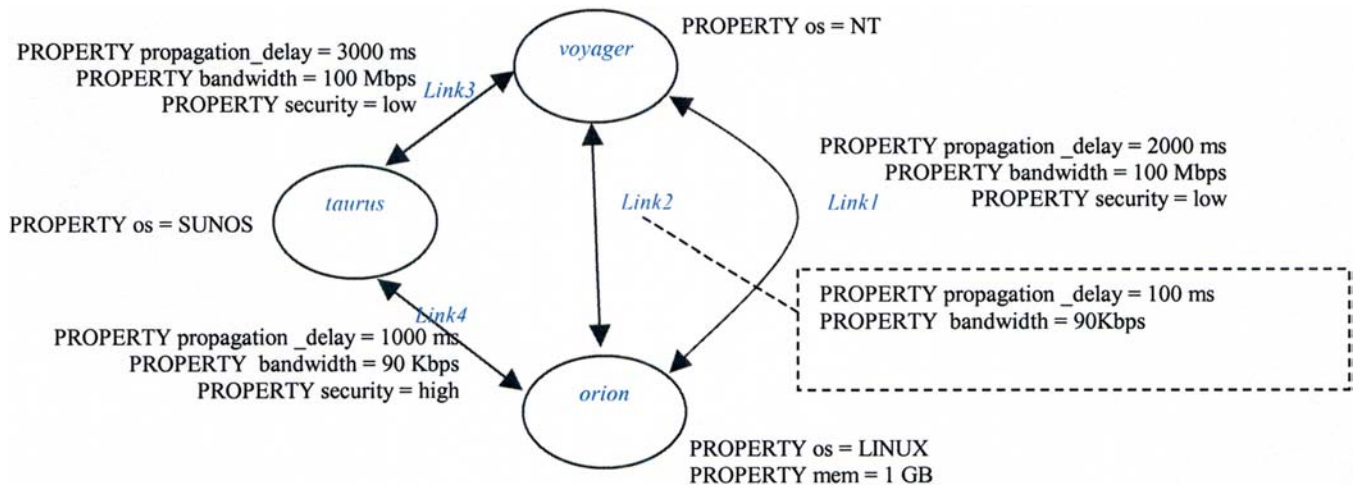 PROPERTY os = NT
voyager
PROPERTY propagation_delay = 3000 ms
PROPERTY bandwidth = 100 Mbps
PROPERTY security = low
Link3
PROPERTY propagation _delay = 2000 ms
PROPERTY bandwidth = 100 Mbps
PROPERTY security = low
Link1
Link2
taurus
PROPERTY os = SUNOS
PROPERTY propagation _delay = 100 ms
PROPERTY bandwidth = 90Kbps
Link4
PROPERTY propagation _delay = 1000 ms
PROPERTY bandwidth = 90 Kbps
PROPERTY security = high
orion
PROPERTY os = LINUX
PROPERTY mem = 1 GB